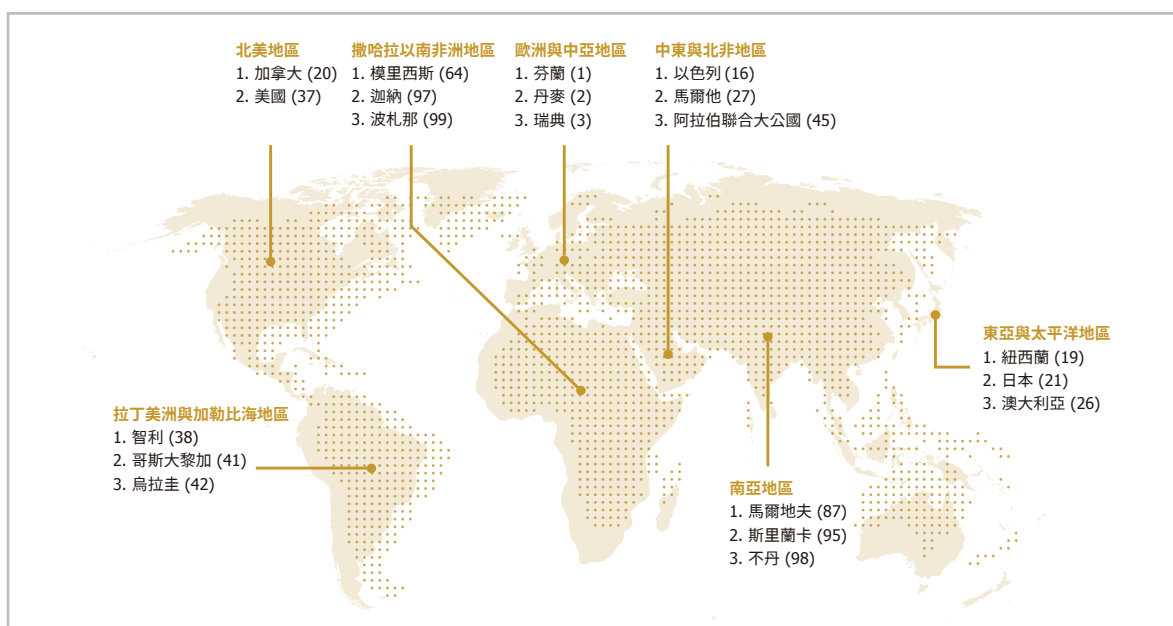 北美地區
1. 加拿大 (20)
2. 美國 (37)
撒哈拉以南非洲地區
1. 模里西斯 (64)
2. 迦納 (97)
3. 波札那 (99)
歐洲與中亞地區
1. 芬蘭 (1)
2. 丹麥 (2)
3. 瑞典 (3)
中東與北非地區
1. 以色列 (16)
2. 馬爾他 (27)
3. 阿拉伯聯合大公國 (45)
東亞與太平洋地區
1. 紐西蘭 (19)
2. 日本 (21)
3. 澳大利亞 (26)
拉丁美洲與加勒比海地區
1. 智利 (38)
2. 哥斯大黎加 (41)
3. 烏拉圭 (42)
南亞地區
1. 馬爾地夫 (87)
2. 斯里蘭卡 (95)
3. 不丹 (98)